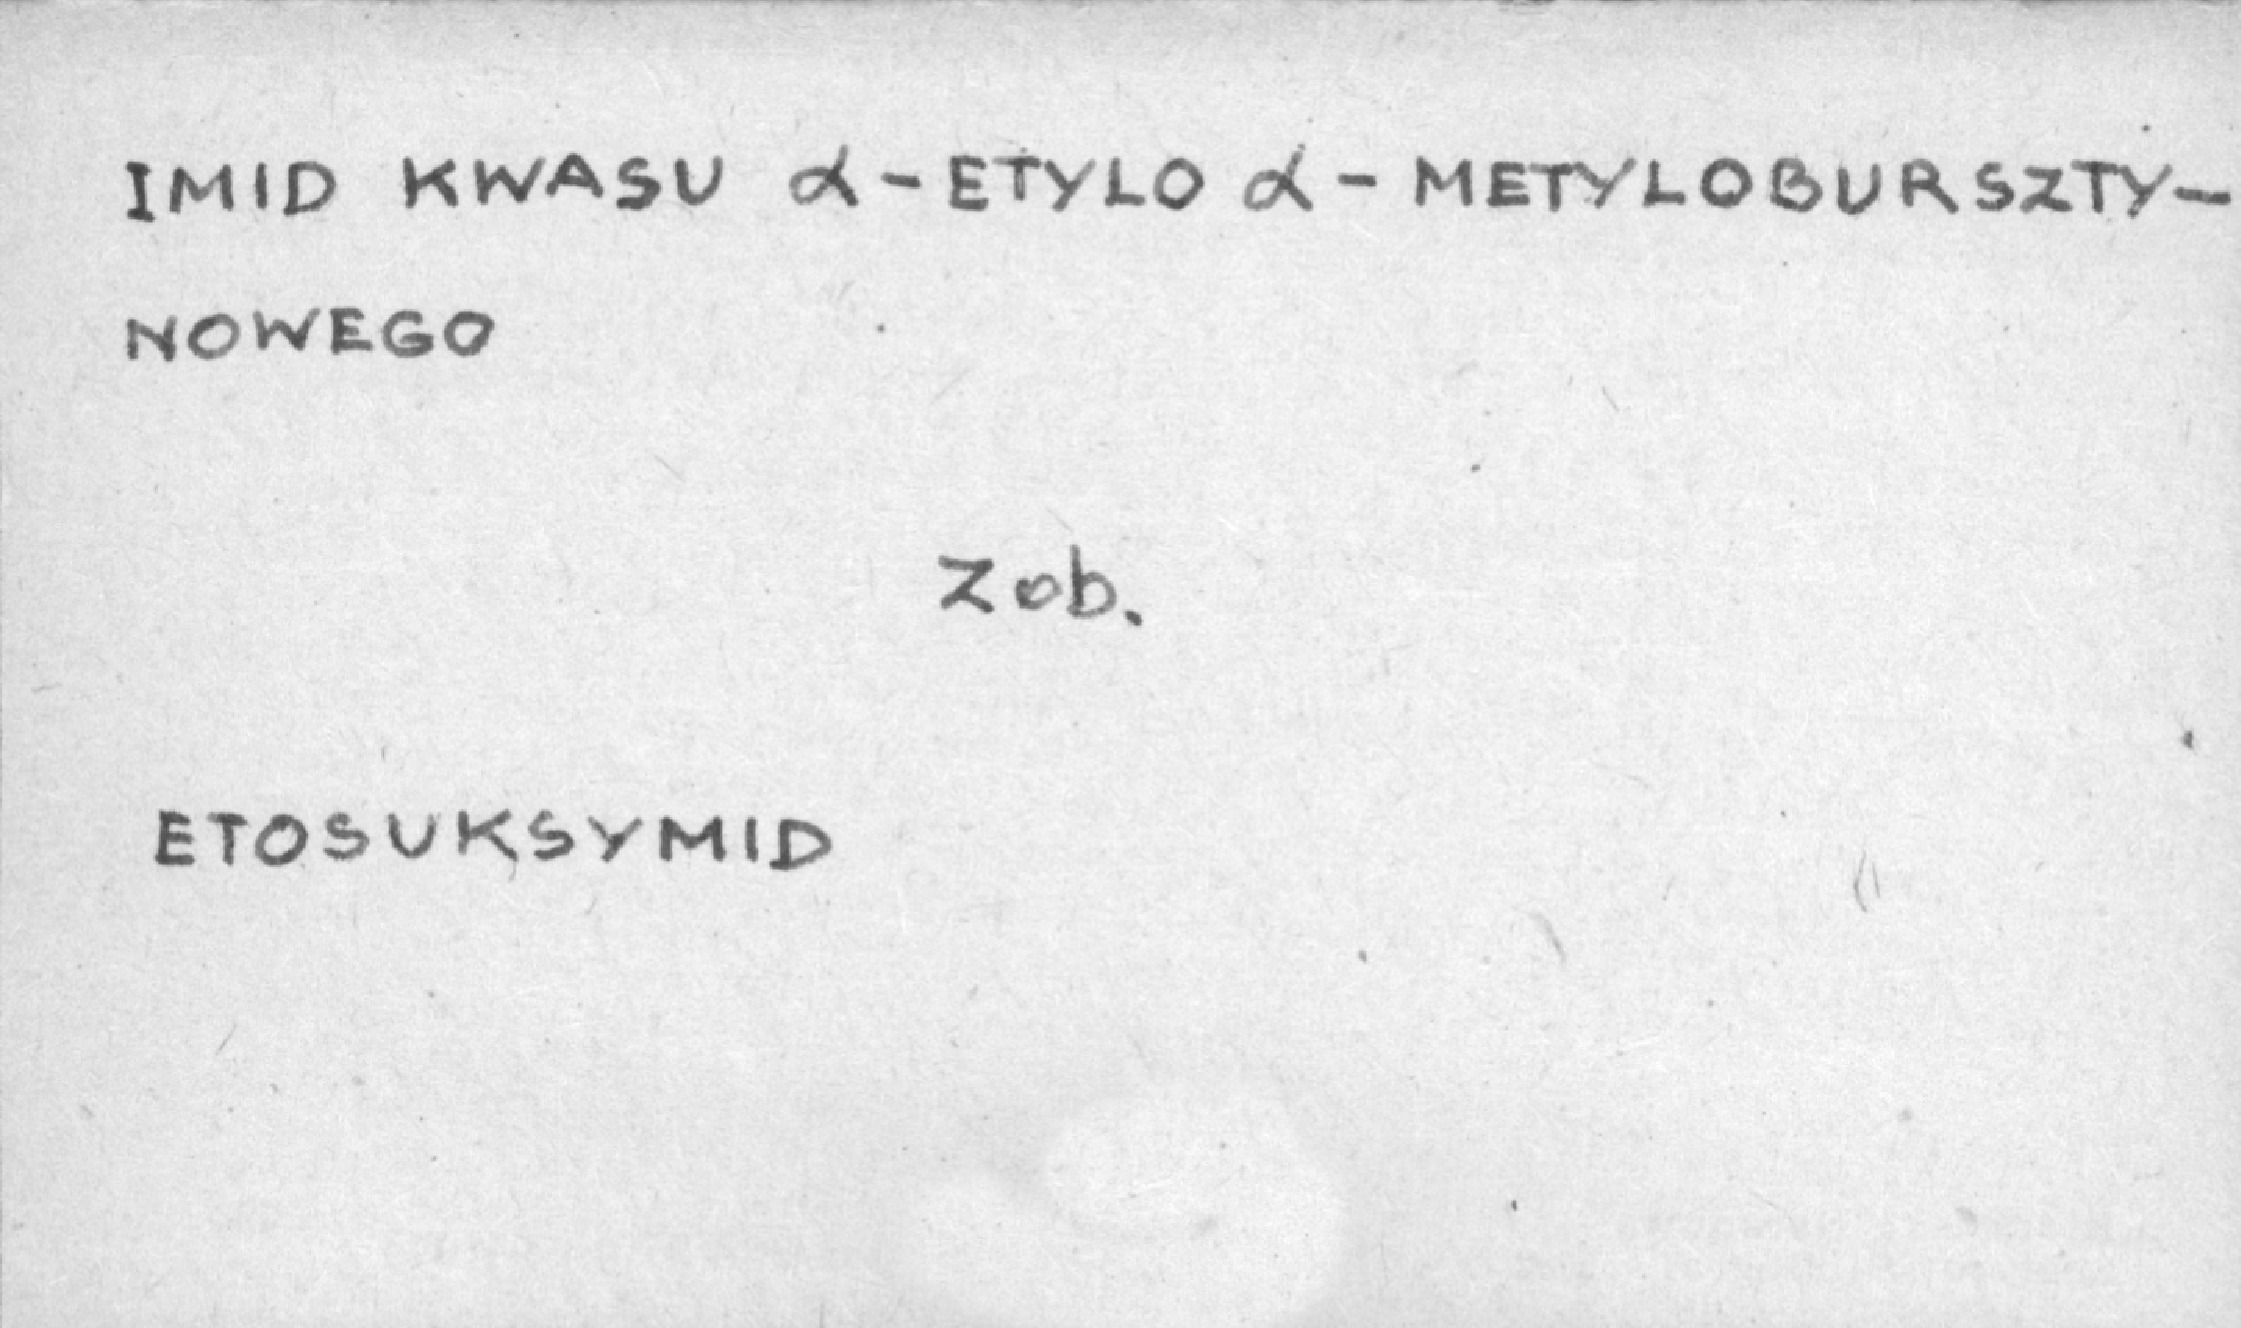 IMID KWASU α-ETYLO α-METYLOBURSZTY-
NOWEGO
Zob.
ETOSUKSYMID